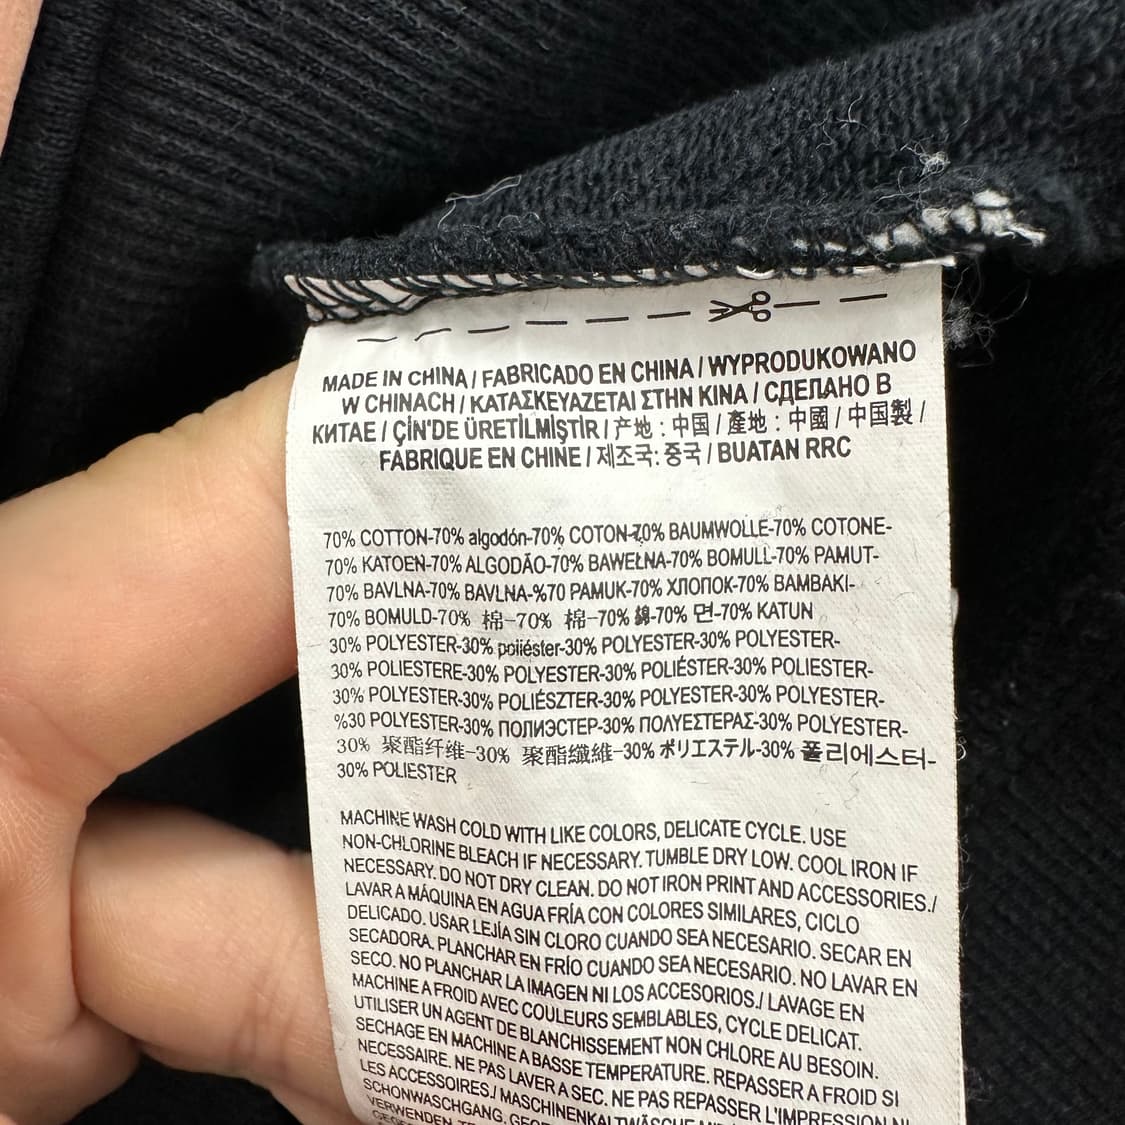 MADE IN CHINA / FABRICADO EN CHINA / WYPRODUKOWANO
W CHINACH / ΚΑΤΑΣΚΕΥΑΖΕΤΑΙ ΣΤΗΝ ΚΙΝΑ / СДЕЛАНО В
КИТАЕ / ÇİN'DE ÜRETİLMİŞTİR / 产地 : 中国 / 產地 : 中國 / 中国製 /
FABRIQUE EN CHINE / 제조국: 중국 / BUATAN RRC
70% COTTON-70% algodón-70% COTON-70% BAUMWOLLE-70% COTONE-
70% KATOEN-70% ALGODÃO-70% BAWEŁNA-70% BOMULL-70% PAMUT-
70% BAVLNA-70% BAVLNA-%70 PAMUK-70% ХЛОПОК-70% ΒΑΜΒΑΚΙ-
70% BOMULD-70% 棉-70% 棉-70% 綿-70% 면-70% KATUN
30% POLYESTER-30% poliéster-30% POLYESTER-30% POLYESTER-
30% POLIESTERE-30% POLYESTER-30% POLIÉSTER-30% POLIESTER-
30% POLYESTER-30% POLIÉSZTER-30% POLYESTER-30% POLYESTER-
%30 POLYESTER-30% ПОЛИЭСТЕР-30% ΠΟΛΥΕΣΤΕΡΑΣ-30% POLYESTER-
30% 聚酯纤维-30% 聚酯纖維-30% ポリエステル-30% 폴리에스터-
30% POLIESTER
MACHINE WASH COLD WITH LIKE COLORS, DELICATE CYCLE. USE
NON-CHLORINE BLEACH IF NECESSARY. TUMBLE DRY LOW. COOL IRON IF
NECESSARY. DO NOT DRY CLEAN. DO NOT IRON PRINT AND ACCESSORIES./
LAVAR A MÁQUINA EN AGUA FRÍA CON COLORES SIMILARES, CICLO
DELICADO. USAR LEJÍA SIN CLORO CUANDO SEA NECESARIO. SECAR EN
SECADORA. PLANCHAR EN FRÍO CUANDO SEA NECESARIO. NO LAVAR EN
SECO. NO PLANCHAR LA IMAGEN NI LOS ACCESORIOS./ LAVAGE EN
MACHINE A FROID AVEC COULEURS SEMBLABLES, CYCLE DELICAT.
UTILISER UN AGENT DE BLANCHISSEMENT NON CHLORE AU BESOIN.
SECHAGE EN MACHINE A BASSE TEMPERATURE. REPASSER A FROID SI
NECESSAIRE. NE PAS LAVER A SEC. NE PAS REPASSER L'IMPRESSION NI
LES ACCESSOIRES./ MASCHINENKALTWÄSCHE
SCHONWASCHGANG.
VERWENDEN.